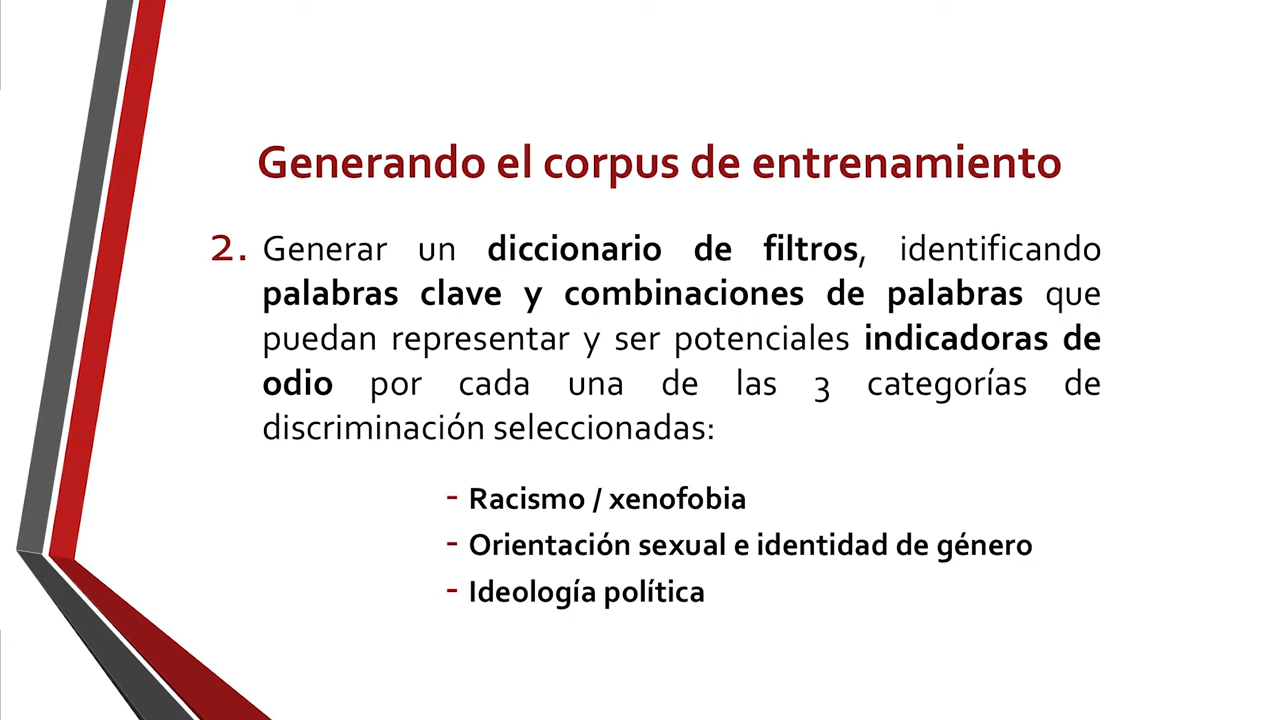 Generando el corpus de entrenamiento
2. Generar un diccionario de filtros, identificando
palabras clave y combinaciones de palabras que
puedan representar y ser potenciales indicadoras de
odio por cada una de las 3 categorías de
discriminación seleccionadas:
- Racismo / xenofobia
- Orientación sexual e identidad de género
- Ideología política